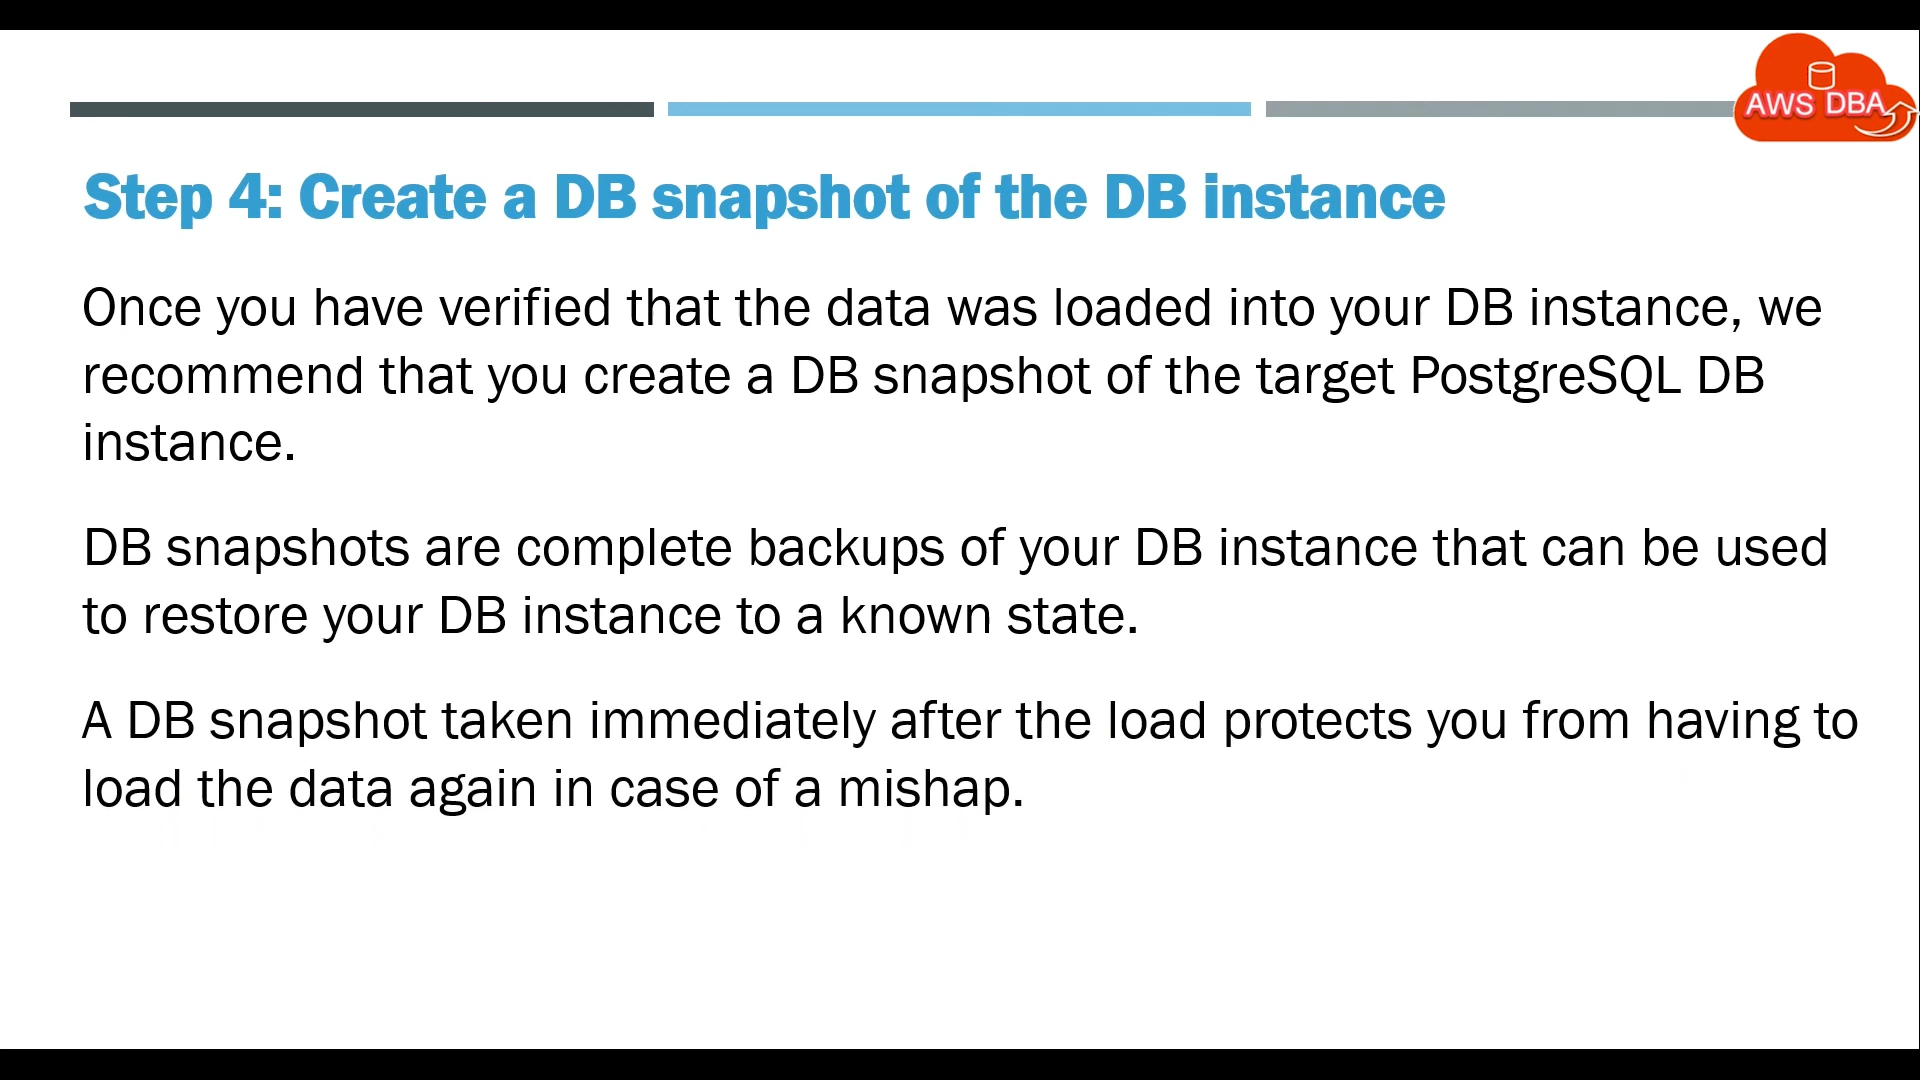 AWS DBA
Step 4: Create a DB snapshot of the DB instance
Once you have verified that the data was loaded into your DB instance, we
recommend that you create a DB snapshot of the target PostgreSQL DB
instance.
DB snapshots are complete backups of your DB instance that can be used
to restore your DB instance to a known state.
A DB snapshot taken immediately after the load protects you from having to
load the data again in case of a mishap.